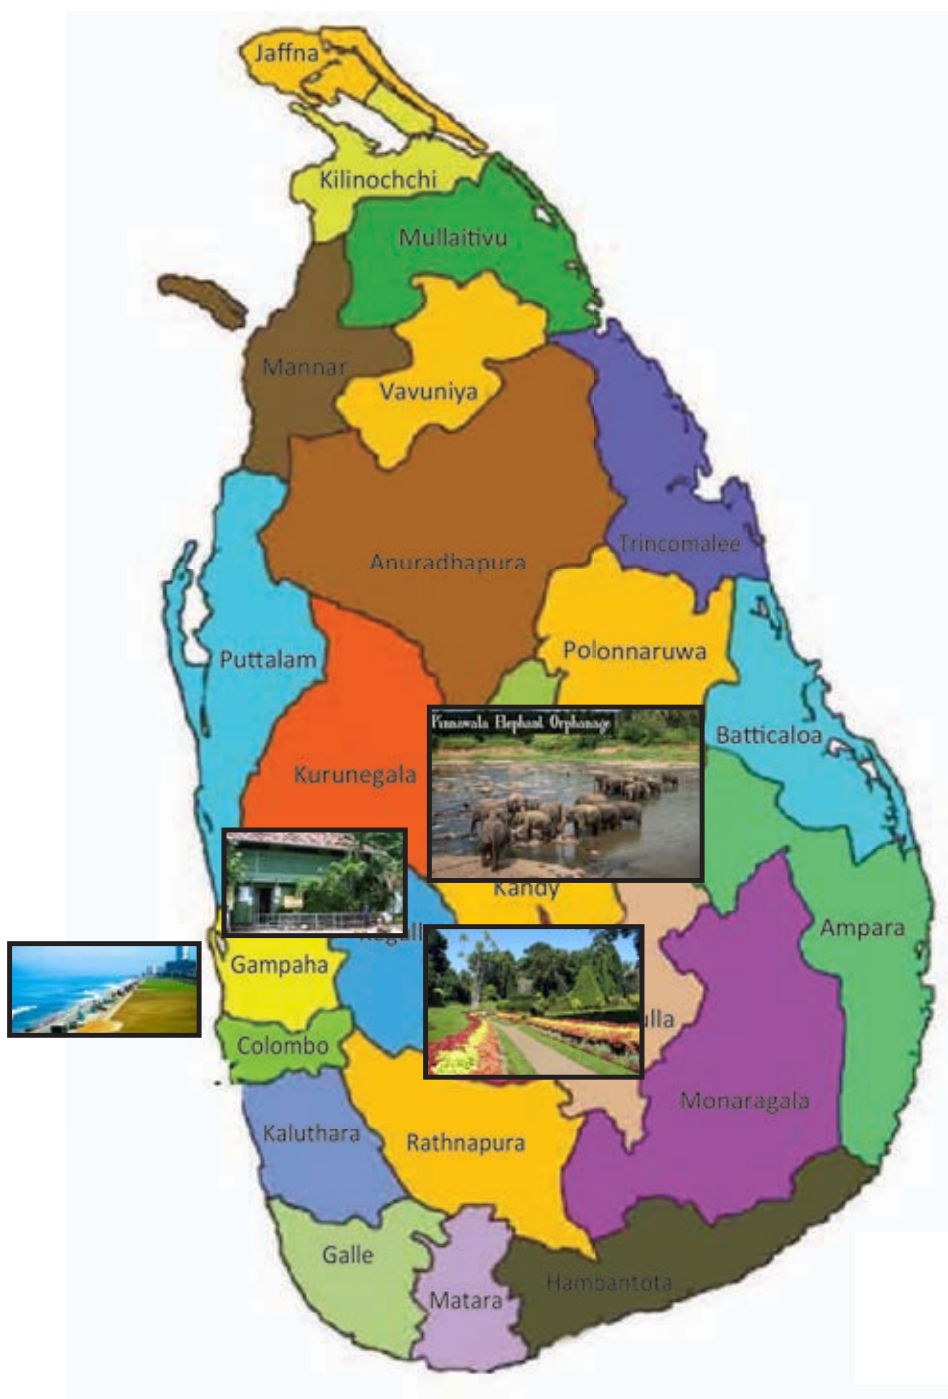 Jaffna
Kilinochchi
Mullaitivu
Mannar
Vavuniya
Trincomalee
Anuradhapura
Polonnaruwa
Puttalam
Pinnawala Elephant Orphanage
Batticaloa
Kurunegala
Kandy
Ampara
Gampaha
ulla
Colombo
Monaragala
Kaluthara
Rathnapura
Galle
Hambantota
Matara